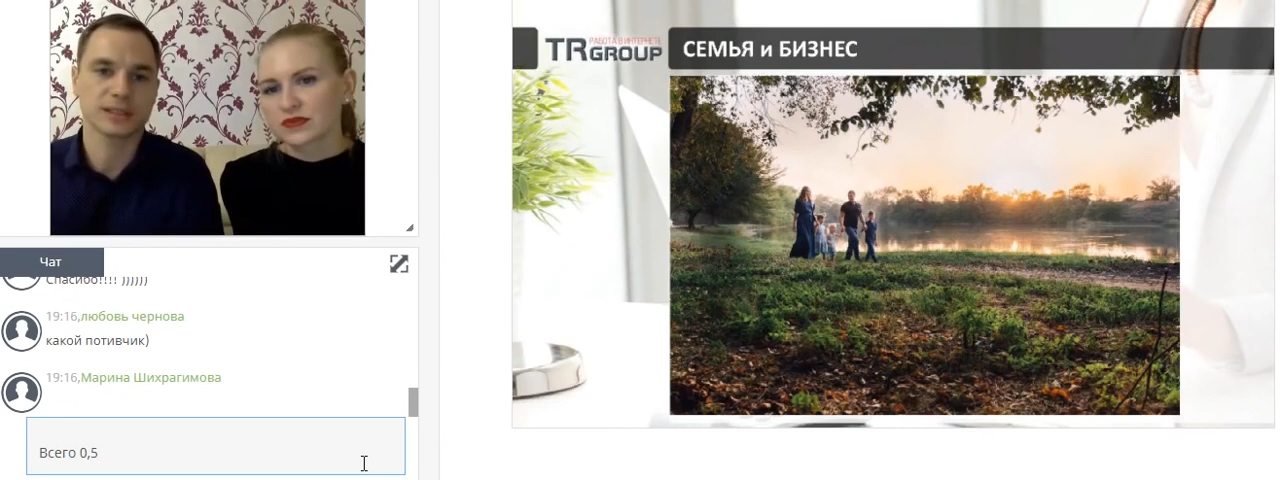 TRGROUP
РАБОТА В ИНТЕРНЕТЕ
СЕМЬЯ и БИЗНЕС
Чат
Спасибо!!!! ))))))
19:16,любовь чернова
какой потивчик)
19:16,Марина Шихрагимова
Всего 0,5